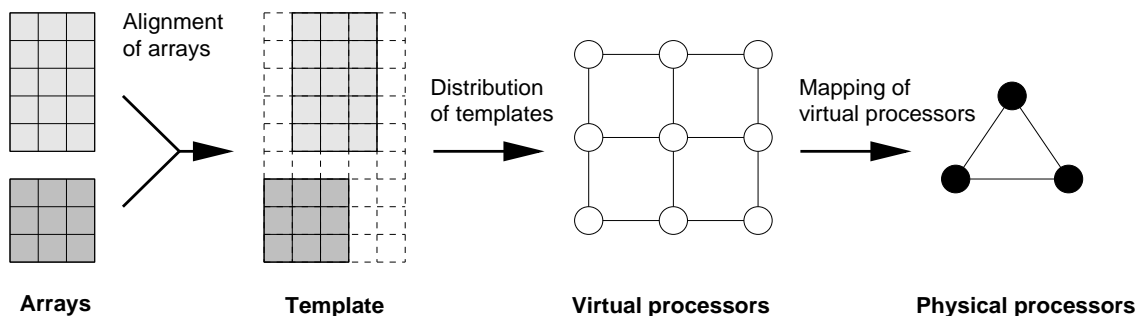 Alignment
of arrays
Distribution
of templates
Mapping of
virtual processors
Arrays
Template
Virtual processors
Physical processors